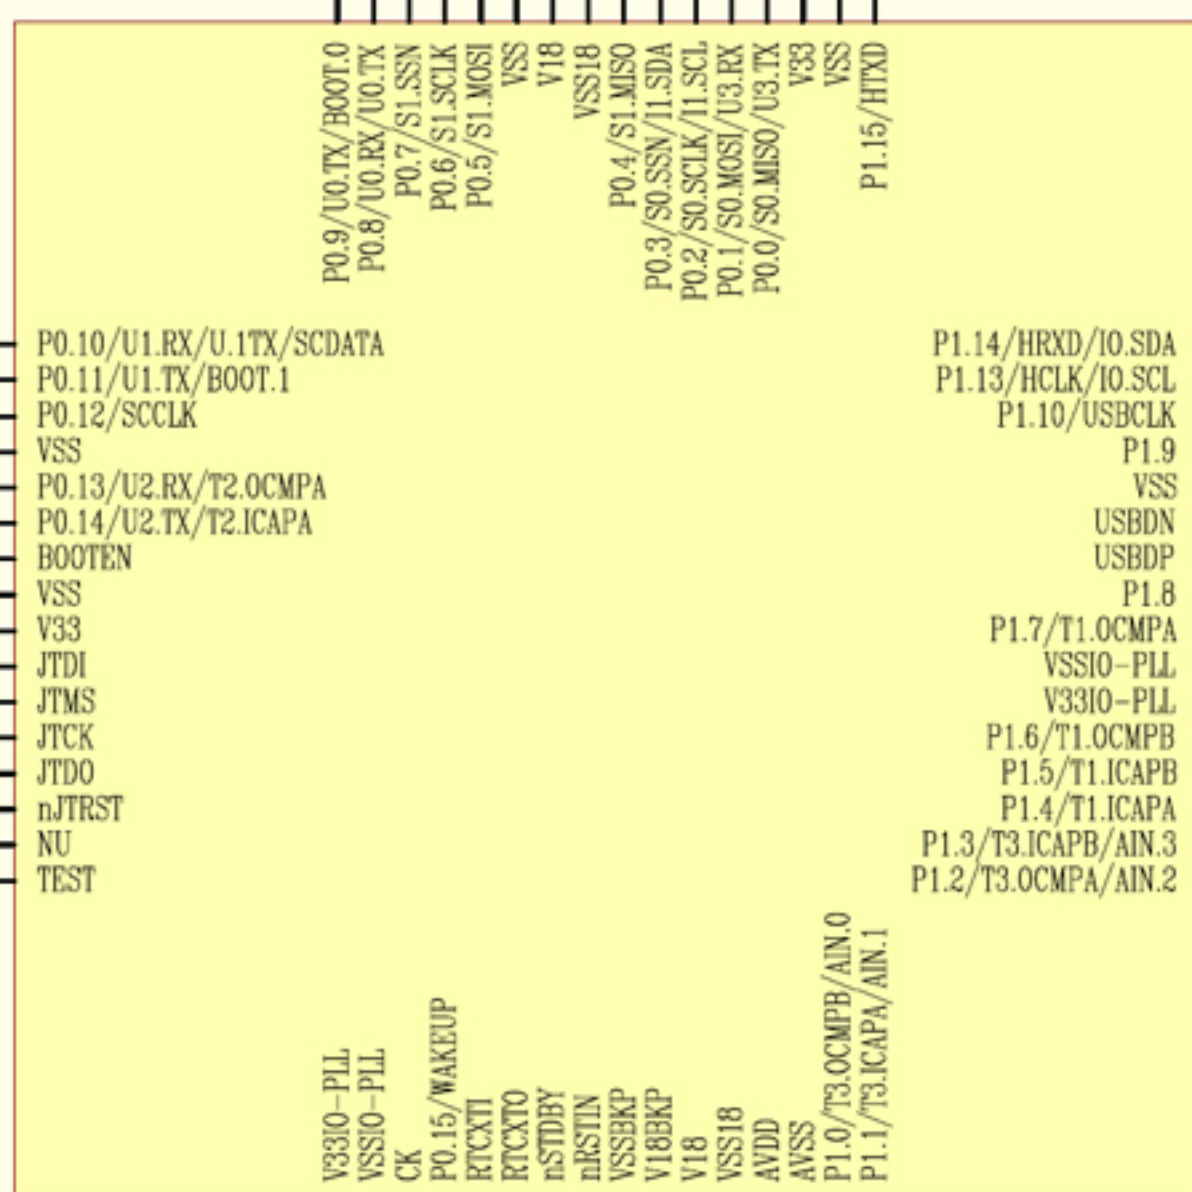 P0.9/U0.TX/BOOT.0
P0.8/U0.RX/U0.TX
P0.7/S1.SSN
P0.6/S1.SCLK
P0.5/S1.MOSI
VSS
V18
VSS18
P0.4/S1.MISO
P0.3/S0.SSN/I1.SDA
P0.2/S0.SCLK/I1.SCL
P0.1/S0.MOSI/U3.RX
P0.0/S0.MISO/U3.TX
V33
VSS
P1.15/HTXD
P0.10/U1.RX/U.1TX/SCDATA
P0.11/U1.TX/BOOT.1
P0.12/SCCLK
VSS
P0.13/U2.RX/T2.OCMPA
P0.14/U2.TX/T2.ICAPA
BOOTEN
VSS
V33
JTDI
JTMS
JTCK
JTDO
nJTRST
NU
TEST
P1.14/HRXD/I0.SDA
P1.13/HCLK/I0.SCL
P1.10/USBCLK
P1.9
VSS
USBDN
USBDP
P1.8
P1.7/T1.OCMPA
VSSIO-PLL
V33IO-PLL
P1.6/T1.OCMPB
P1.5/T1.ICAPB
P1.4/T1.ICAPA
P1.3/T3.ICAPB/AIN.3
P1.2/T3.OCMPA/AIN.2
V33IO-PLL
VSSIO-PLL
CK
P0.15/WAKEUP
RTCXTI
RTCXTO
nSTDBY
nRSTIN
VSSBKP
V18BKP
V18
VSS18
AVDD
AVSS
P1.0/T3.OCMPB/AIN.0
P1.1/T3.ICAPA/AIN.1